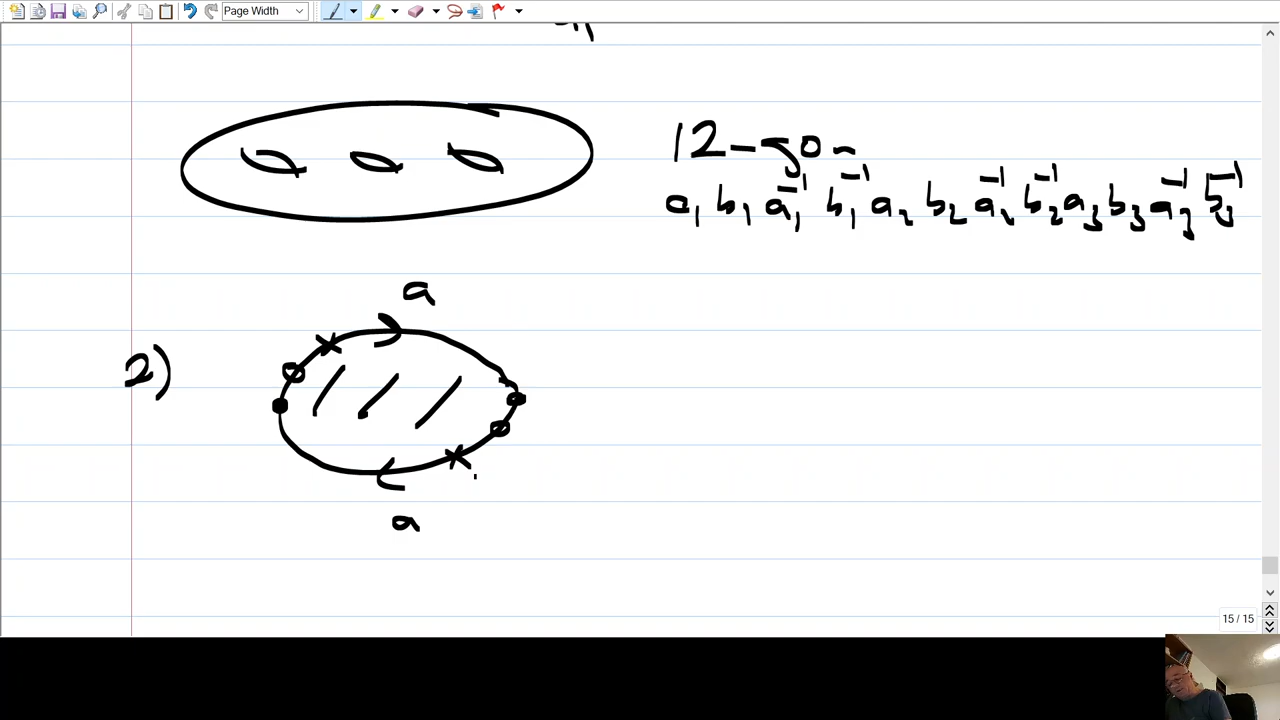 Page Width
12-gon
a₁ b₁ a₁⁻¹ b₁⁻¹ a₂ b₂ a₂⁻¹ b₂⁻¹ a₃ b₃ a₃⁻¹ b₃⁻¹
a
2)
a
15 / 15